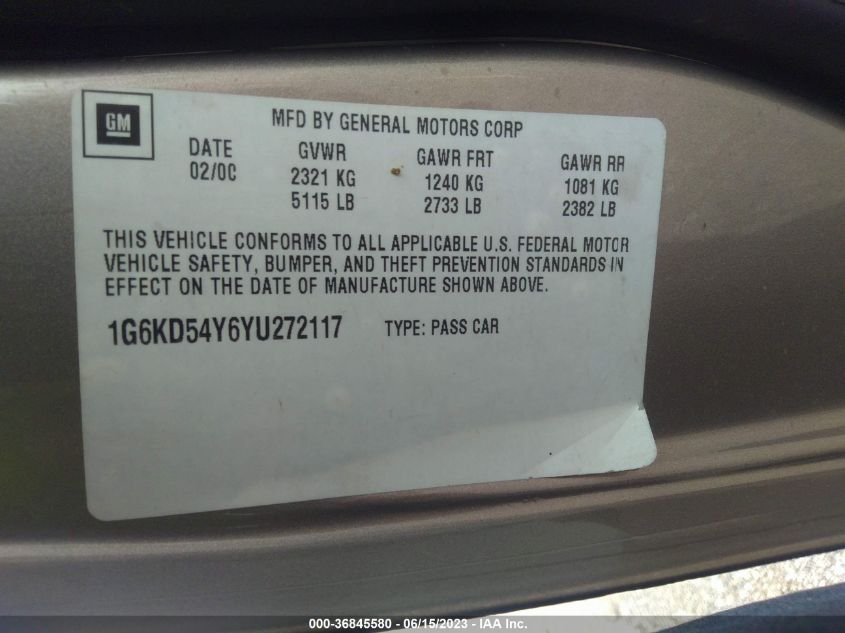 GM
MFD BY GENERAL MOTORS CORP
DATE GVWR GAWR FRT GAWR RR
02/00 2321 KG 1240 KG 1081 KG
5115 LB 2733 LB 2382 LB
THIS VEHICLE CONFORMS TO ALL APPLICABLE U.S. FEDERAL MOTOR
VEHICLE SAFETY, BUMPER, AND THEFT PREVENTION STANDARDS IN
EFFECT ON THE DATE OF MANUFACTURE SHOWN ABOVE.
1G6KD54Y6YU272117 TYPE: PASS CAR
000-36845580 - 06/15/2023 - IAA Inc.